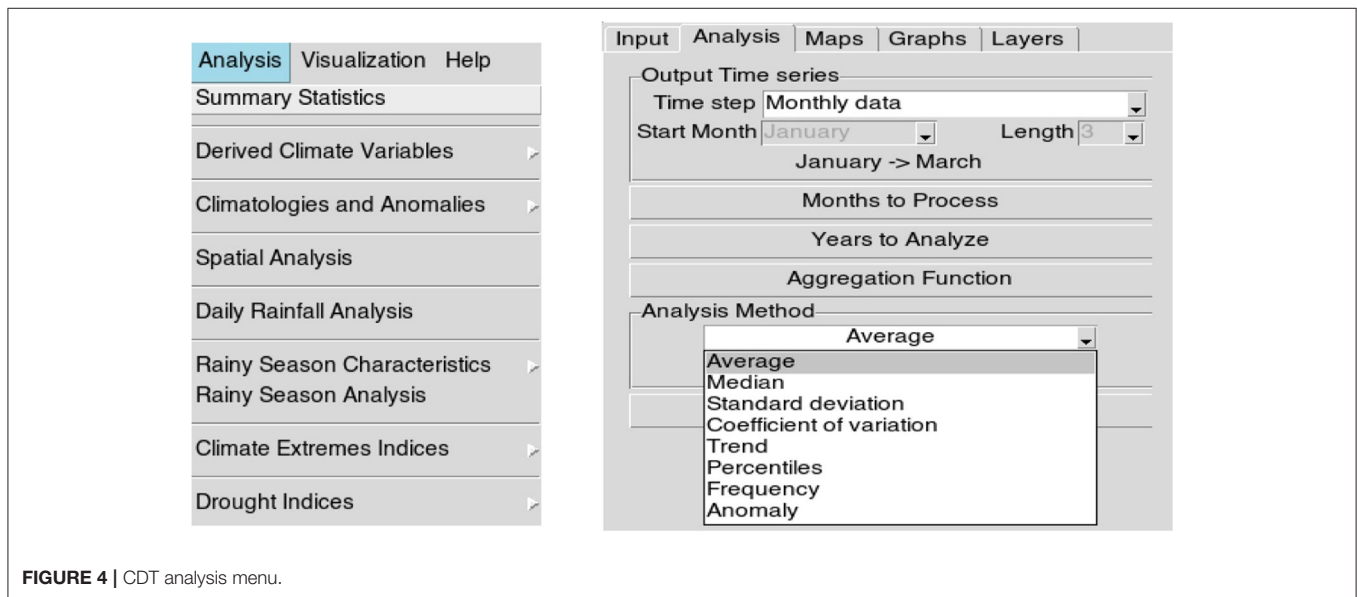 Analysis Visualization Help
Summary Statistics
Derived Climate Variables
Climatologies and Anomalies
Spatial Analysis
Daily Rainfall Analysis
Rainy Season Characteristics
Rainy Season Analysis
Climate Extremes Indices
Drought Indices
Input Analysis Maps Graphs Layers
Output Time series
Time step Monthly data
Start Month January Length 3
January -> March
Months to Process
Years to Analyze
Aggregation Function
Analysis Method
Average
Average
Median
Standard deviation
Coefficient of variation
Trend
Percentiles
Frequency
Anomaly
FIGURE 4 | CDT analysis menu.